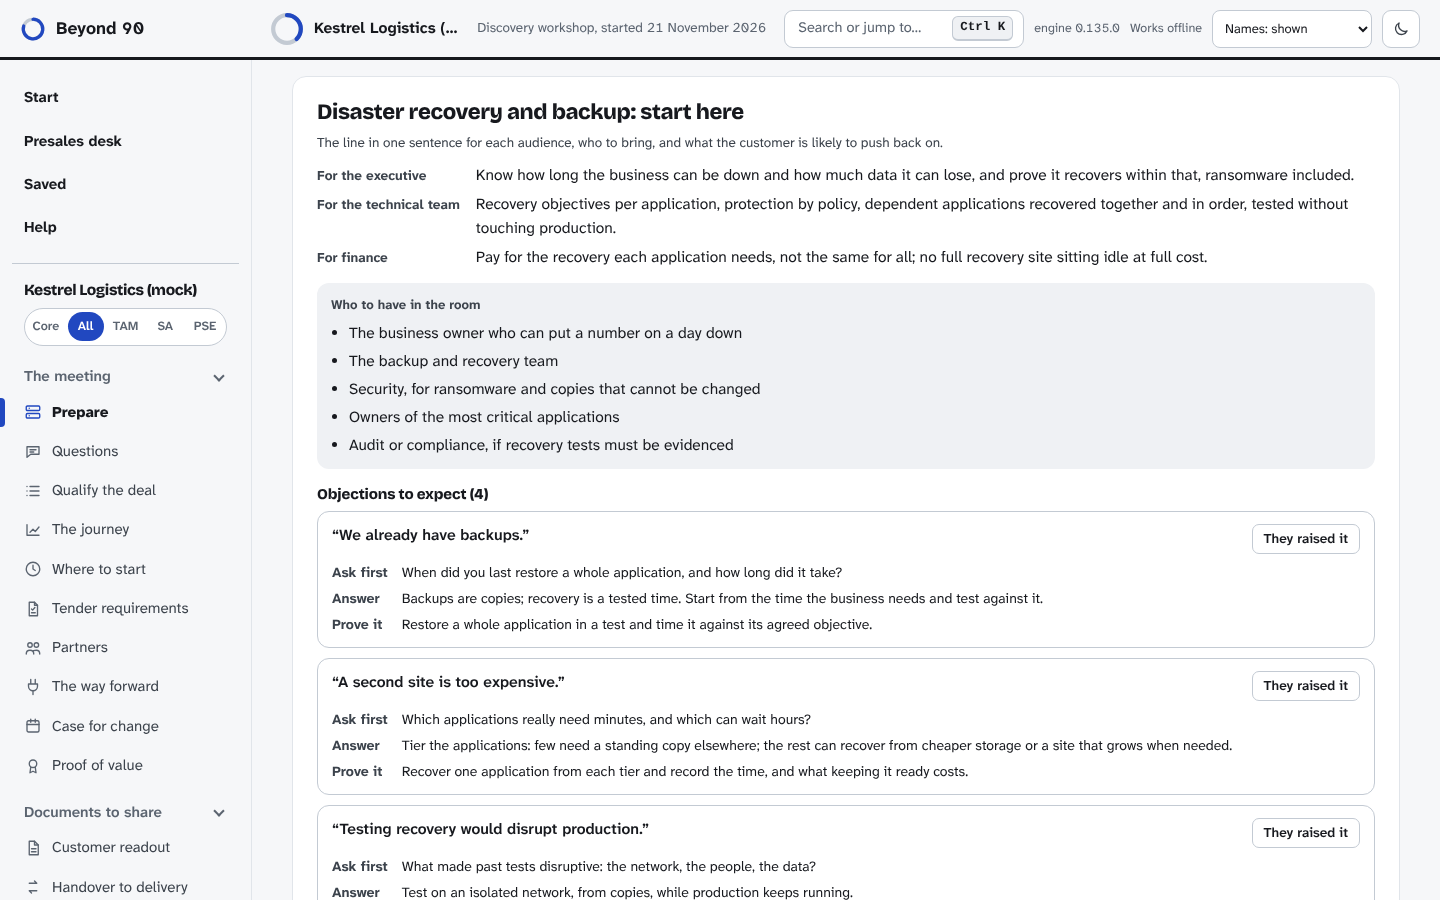 Beyond 90
Kestrel Logistics (...
Discovery workshop, started 21 November 2026
Search or jump to...
Ctrl K
engine 0.135.0
Works offline
Names: shown
Start
Presales desk
Saved
Help
Kestrel Logistics (mock)
Core
All
TAM
SA
PSE
The meeting
Prepare
Questions
Qualify the deal
The journey
Where to start
Tender requirements
Partners
The way forward
Case for change
Proof of value
Documents to share
Customer readout
Handover to delivery
Disaster recovery and backup: start here
The line in one sentence for each audience, who to bring, and what the customer is likely to push back on.
For the executive
Know how long the business can be down and how much data it can lose, and prove it recovers within that, ransomware included.
For the technical team
Recovery objectives per application, protection by policy, dependent applications recovered together and in order, tested without
touching production.
For finance
Pay for the recovery each application needs, not the same for all; no full recovery site sitting idle at full cost.
Who to have in the room
• The business owner who can put a number on a day down
• The backup and recovery team
• Security, for ransomware and copies that cannot be changed
• Owners of the most critical applications
• Audit or compliance, if recovery tests must be evidenced
Objections to expect (4)
“We already have backups.”
They raised it
Ask first
When did you last restore a whole application, and how long did it take?
Answer
Backups are copies; recovery is a tested time. Start from the time the business needs and test against it.
Prove it
Restore a whole application in a test and time it against its agreed objective.
“A second site is too expensive.”
They raised it
Ask first
Which applications really need minutes, and which can wait hours?
Answer
Tier the applications: few need a standing copy elsewhere; the rest can recover from cheaper storage or a site that grows when needed.
Prove it
Recover one application from each tier and record the time, and what keeping it ready costs.
“Testing recovery would disrupt production.”
They raised it
Ask first
What made past tests disruptive: the network, the people, the data?
Answer
Test on an isolated network, from copies, while production keeps running.